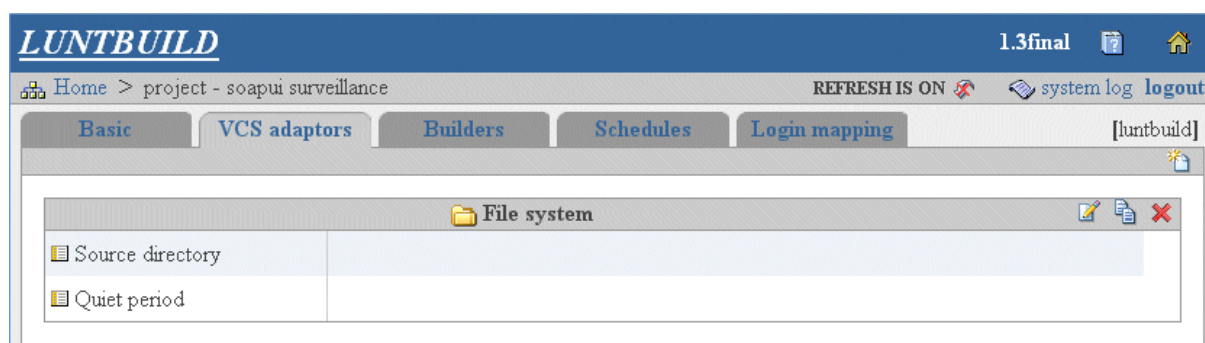 LUNTBUILD 1.3final
Home > project - soapui surveillance REFRESH IS ON system log logout
Basic VCS adaptors Builders Schedules Login mapping [luntbuild]
File system
Source directory
Quiet period